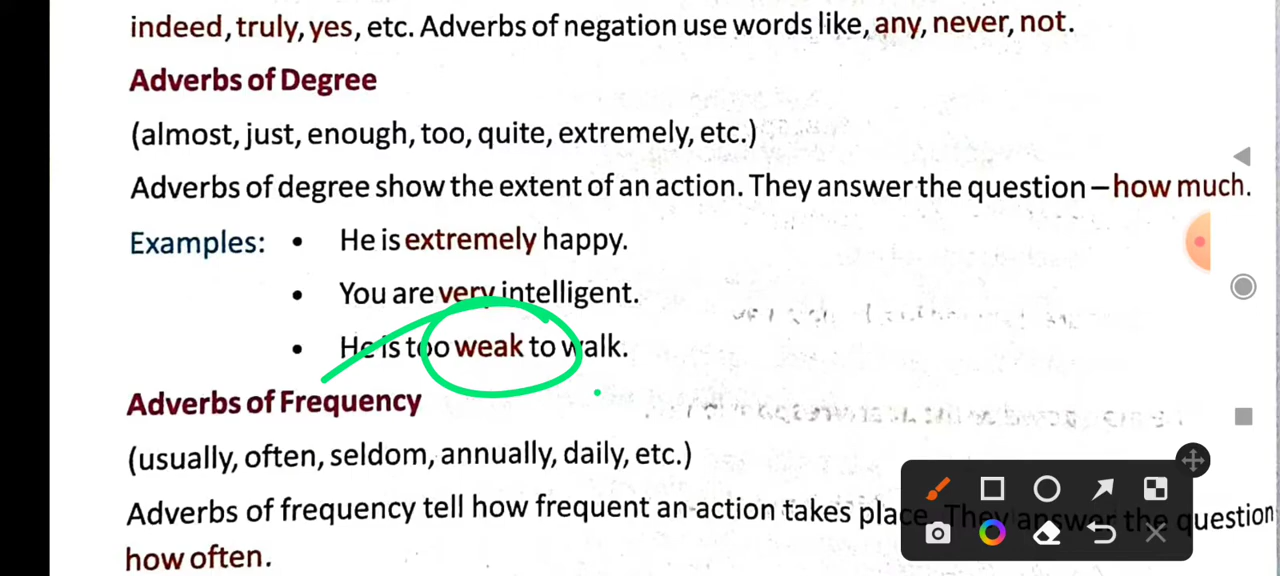 indeed, truly, yes, etc. Adverbs of negation use words like, any, never, not.
Adverbs of Degree
(almost, just, enough, too, quite, extremely, etc.)
Adverbs of degree show the extent of an action. They answer the question – how much.
Examples: • He is extremely happy.
• You are very intelligent.
• He is too weak to walk.
Adverbs of Frequency
(usually, often, seldom, annually, daily, etc.)
Adverbs of frequency tell how frequent an action takes place. They answer the question
how often.